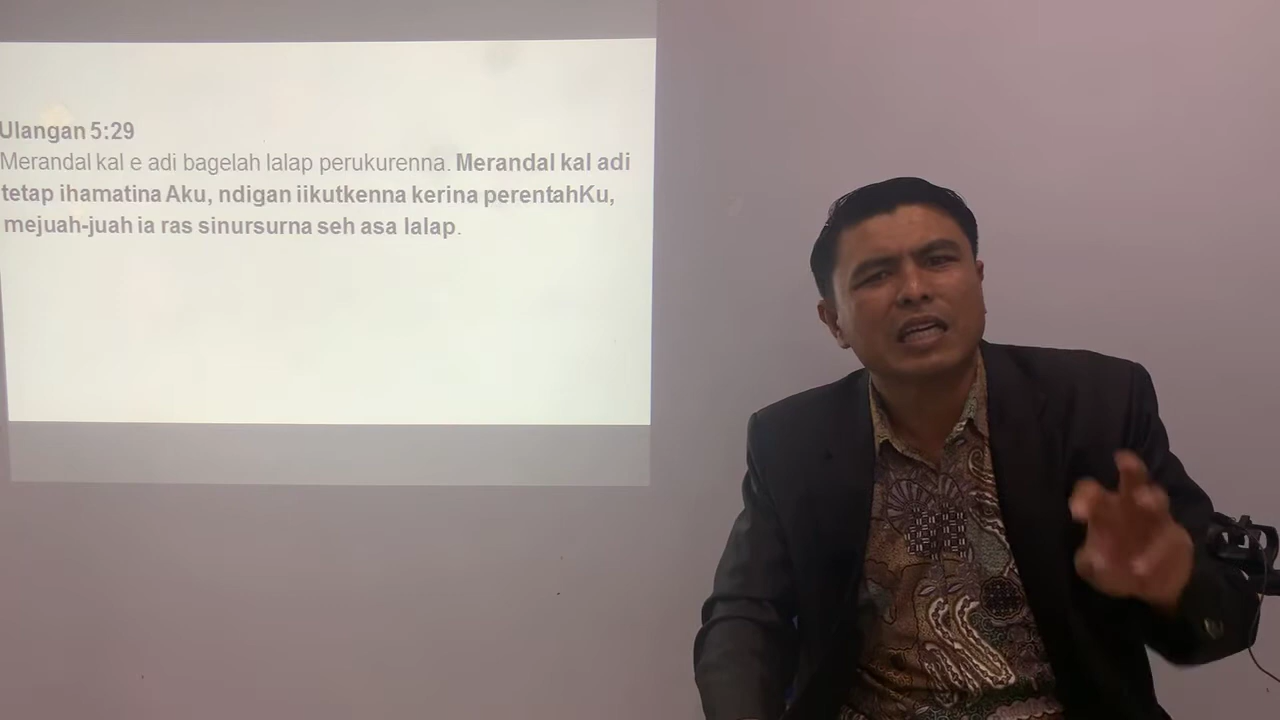 Ulangan 5:29
Merandal kal e adi bagelah lalap perukurenna. Merandal kal adi
tetap ihamatina Aku, ndigan iikutkenna kerina perentahKu,
mejuah-juah ia ras sinursurna seh asa lalap.